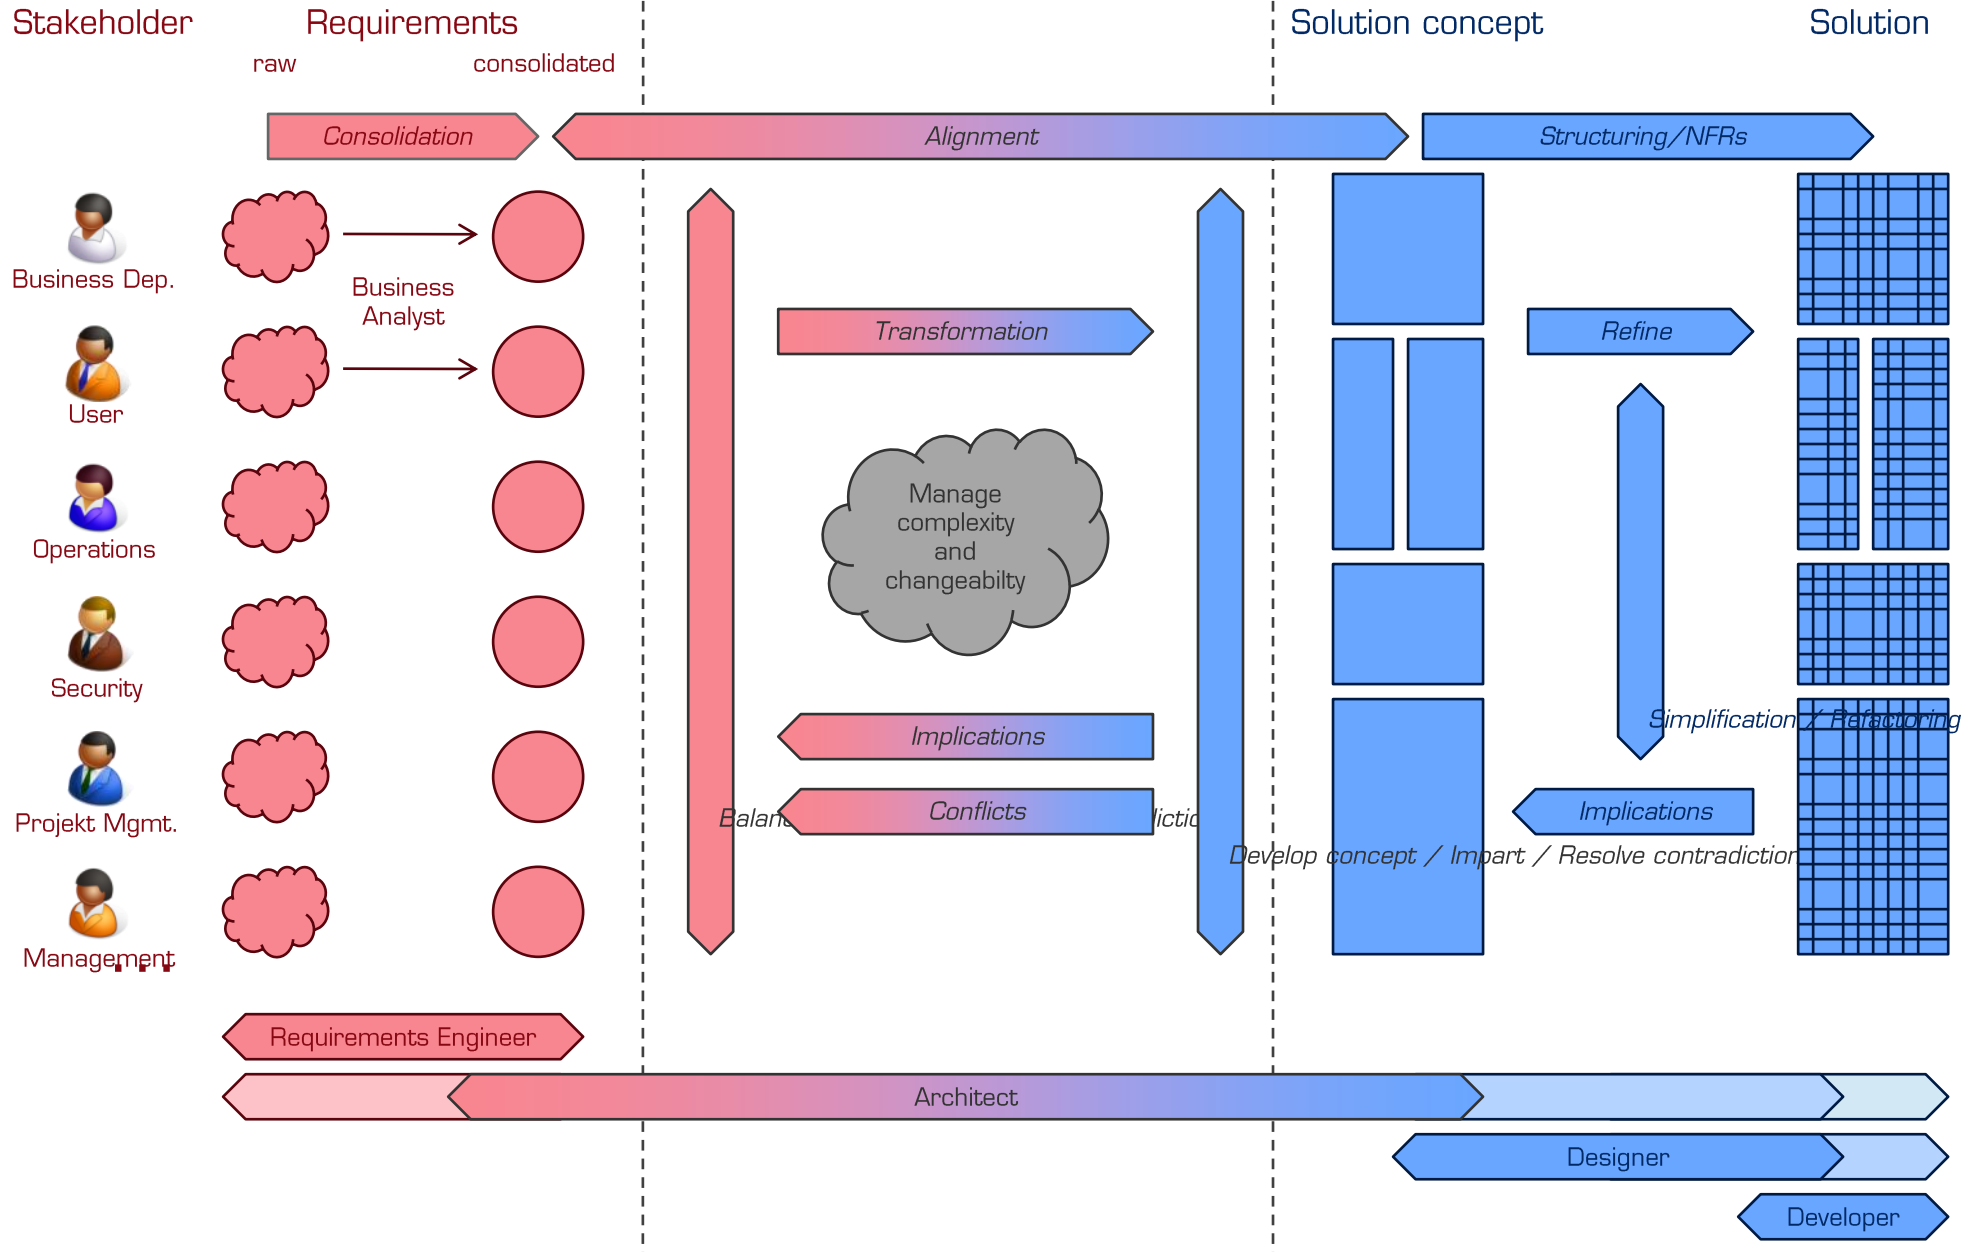 Stakeholder
Requirements
Solution concept
Solution
raw
consolidated
Consolidation
Alignment
Structuring/NFRs
Business Dep.
Business
Analyst
User
Transformation
Refine
Operations
Manage
complexity
and
changeabilty
Security
Simplification / Refactoring
Implications
Projekt Mgmt.
Conflicts
Implications
Develop concept / Impart / Resolve contradiction
Management
...
Requirements Engineer
Architect
Designer
Developer